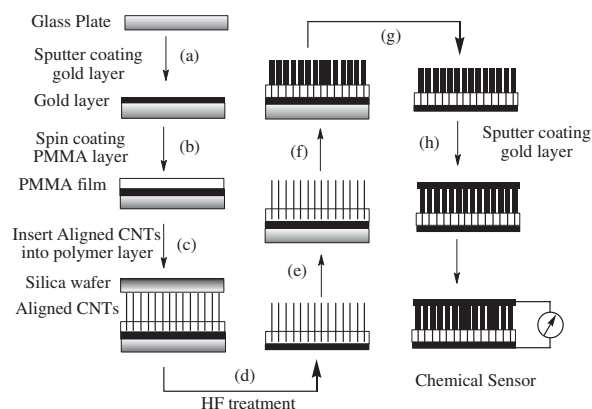 Glass Plate
Sputter coating
gold layer
(a)
Gold layer
Spin coating
PMMA layer
(b)
PMMA film
Insert Aligned CNTs
into polymer layer
(c)
Silica wafer
Aligned CNTs
(d)
HF treatment
(e)
(f)
(g)
(h)
Sputter coating
gold layer
Chemical Sensor